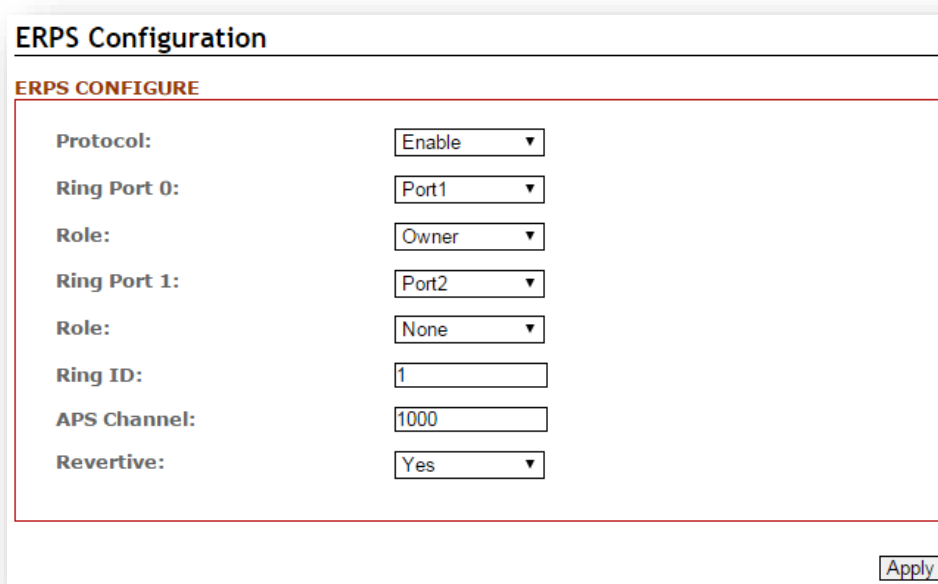 ERPS Configuration
ERPS CONFIGURE
Protocol: Enable
Ring Port 0: Port1
Role: Owner
Ring Port 1: Port2
Role: None
Ring ID: 1
APS Channel: 1000
Revertive: Yes
Apply